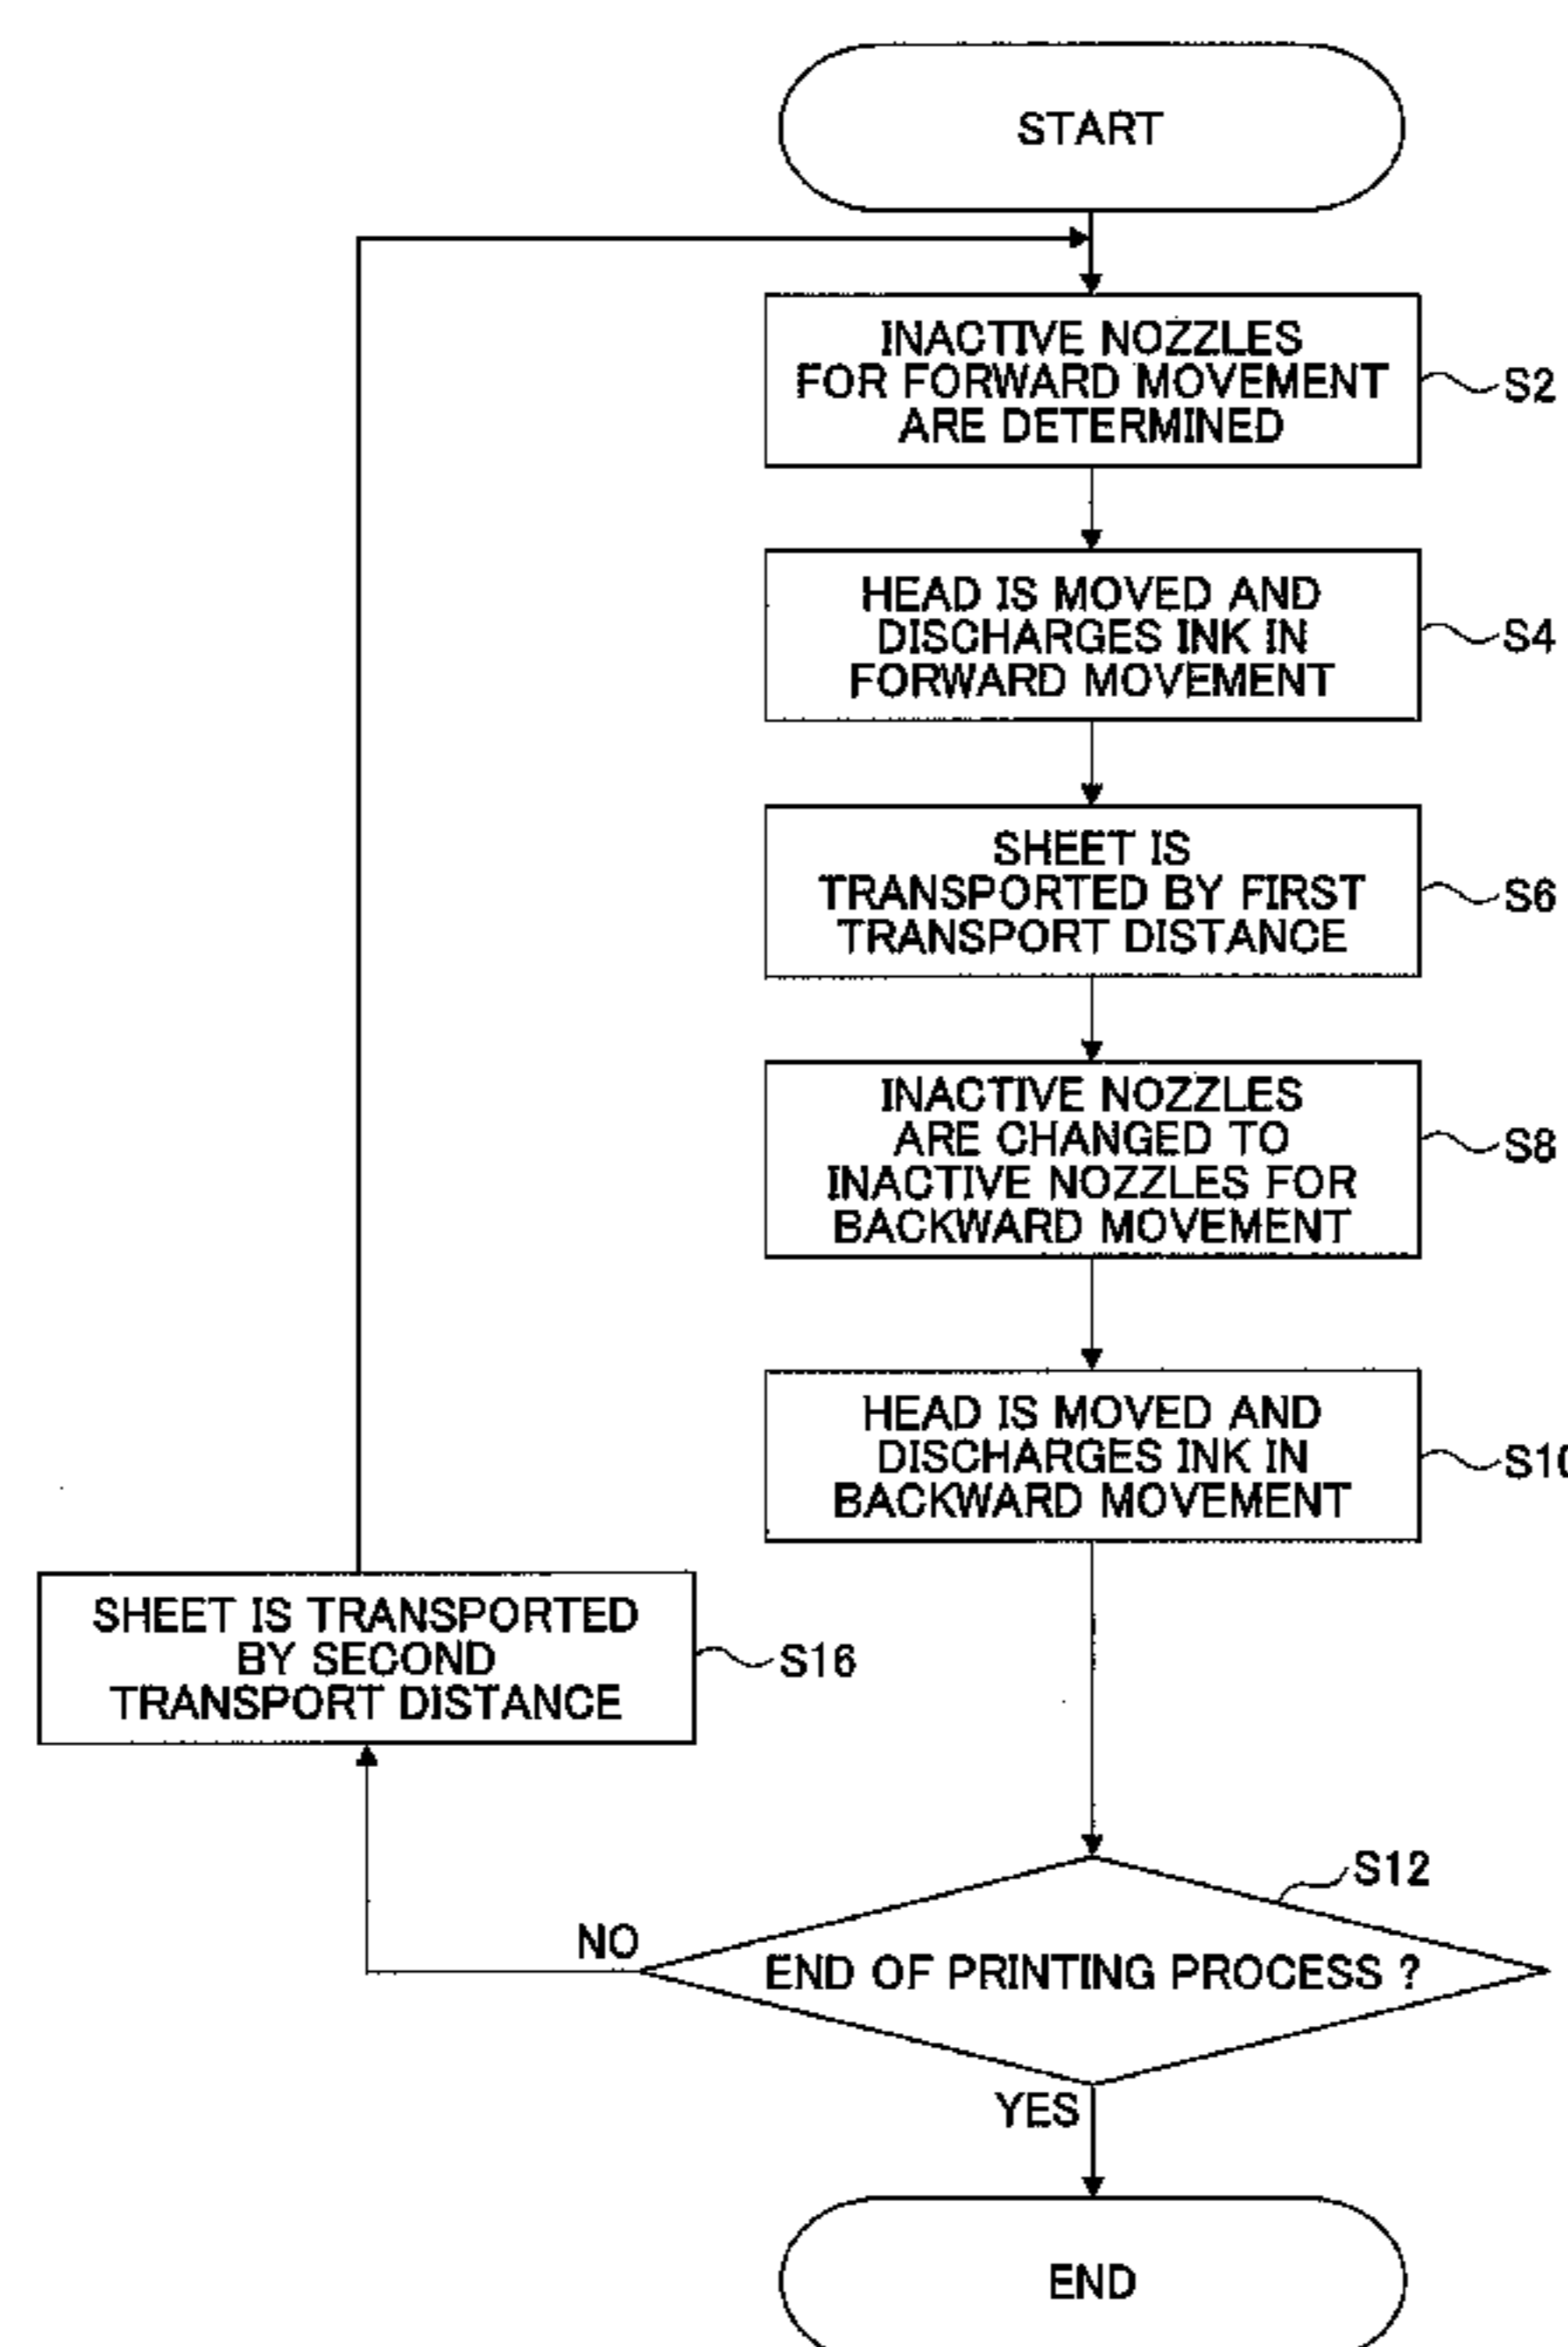 START
INACTIVE NOZZLES
FOR FORWARD MOVEMENT
ARE DETERMINED
S2
HEAD IS MOVED AND
DISCHARGES INK IN
FORWARD MOVEMENT
S4
SHEET IS
TRANSPORTED BY FIRST
TRANSPORT DISTANCE
S6
INACTIVE NOZZLES
ARE CHANGED TO
INACTIVE NOZZLES FOR
BACKWARD MOVEMENT
S8
HEAD IS MOVED AND
DISCHARGES INK IN
BACKWARD MOVEMENT
S10
SHEET IS TRANSPORTED
BY SECOND
TRANSPORT DISTANCE
S16
S12
NO
END OF PRINTING PROCESS ?
YES
END